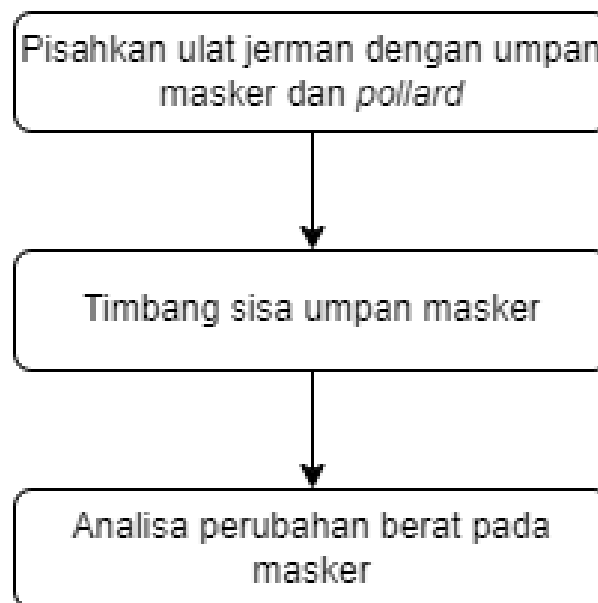 Pisahkan ulat jerman dengan umpan
masker dan pollard
Timbang sisa umpan masker
Analisa perubahan berat pada
masker